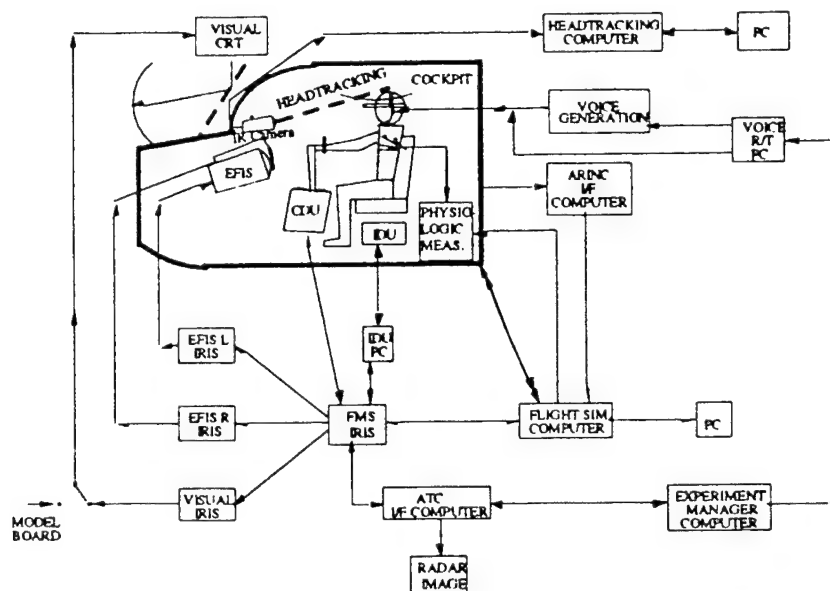 VISUAL
CRT
HEADTRACKING
COMPUTER
PC
HEADTRACKING
COCKPIT
IR Camera
VOICE
GENERATION
VOICE
R/T
PC
EFIS
CDU
IDU
PHYSIO-
LOGIC
MEAS.
ARINC
I/F
COMPUTER
EFIS L
IRIS
IDU
PC
EFIS R
IRIS
FMS
IRIS
FLIGHT SIM.
COMPUTER
PC
MODEL
BOARD
VISUAL
IRIS
ATC
I/F COMPUTER
EXPERIMENT
MANAGER
COMPUTER
RADAR
IMAGE